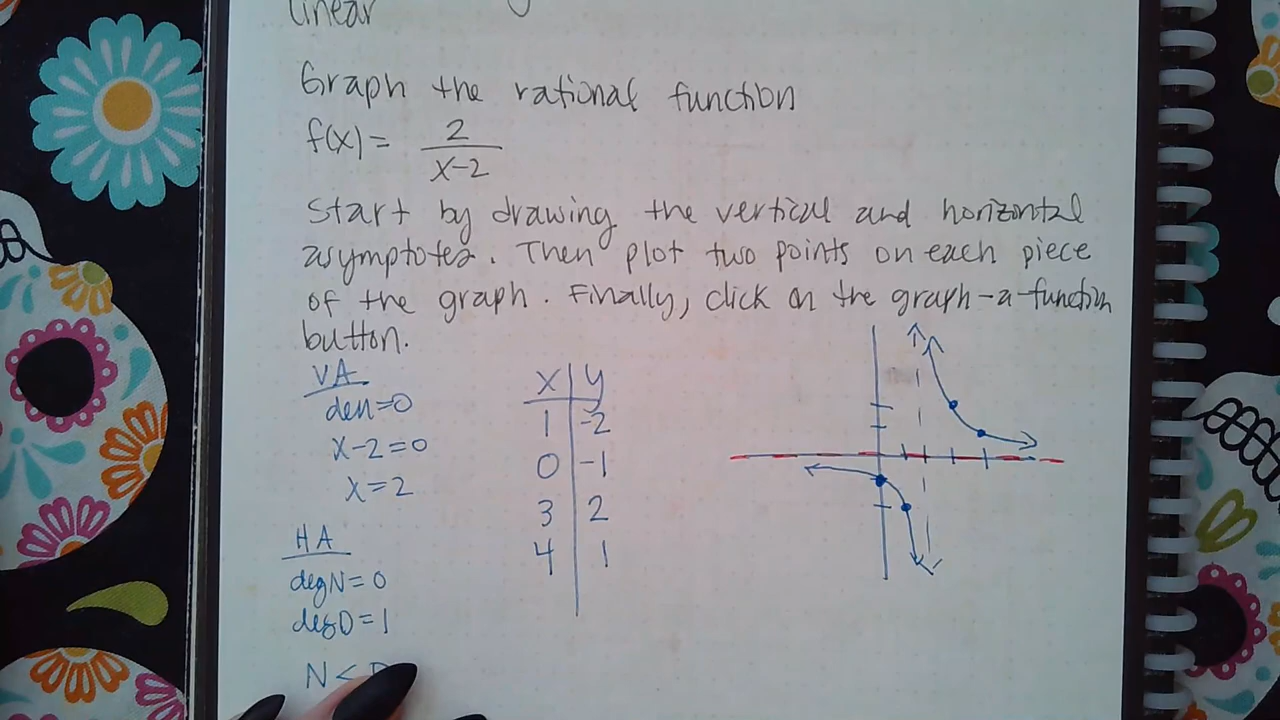 linear
Graph the rational function
f(x) = 2/(x-2)
Start by drawing the vertical and horizontal
asymptotes. Then plot two points on each piece
of the graph. Finally, click on the graph-a-function
button.
VA
den=0
x-2=0
x=2
HA
degN=0
degD=1
N<
x | y
1 | -2
0 | -1
3 | 2
4 | 1